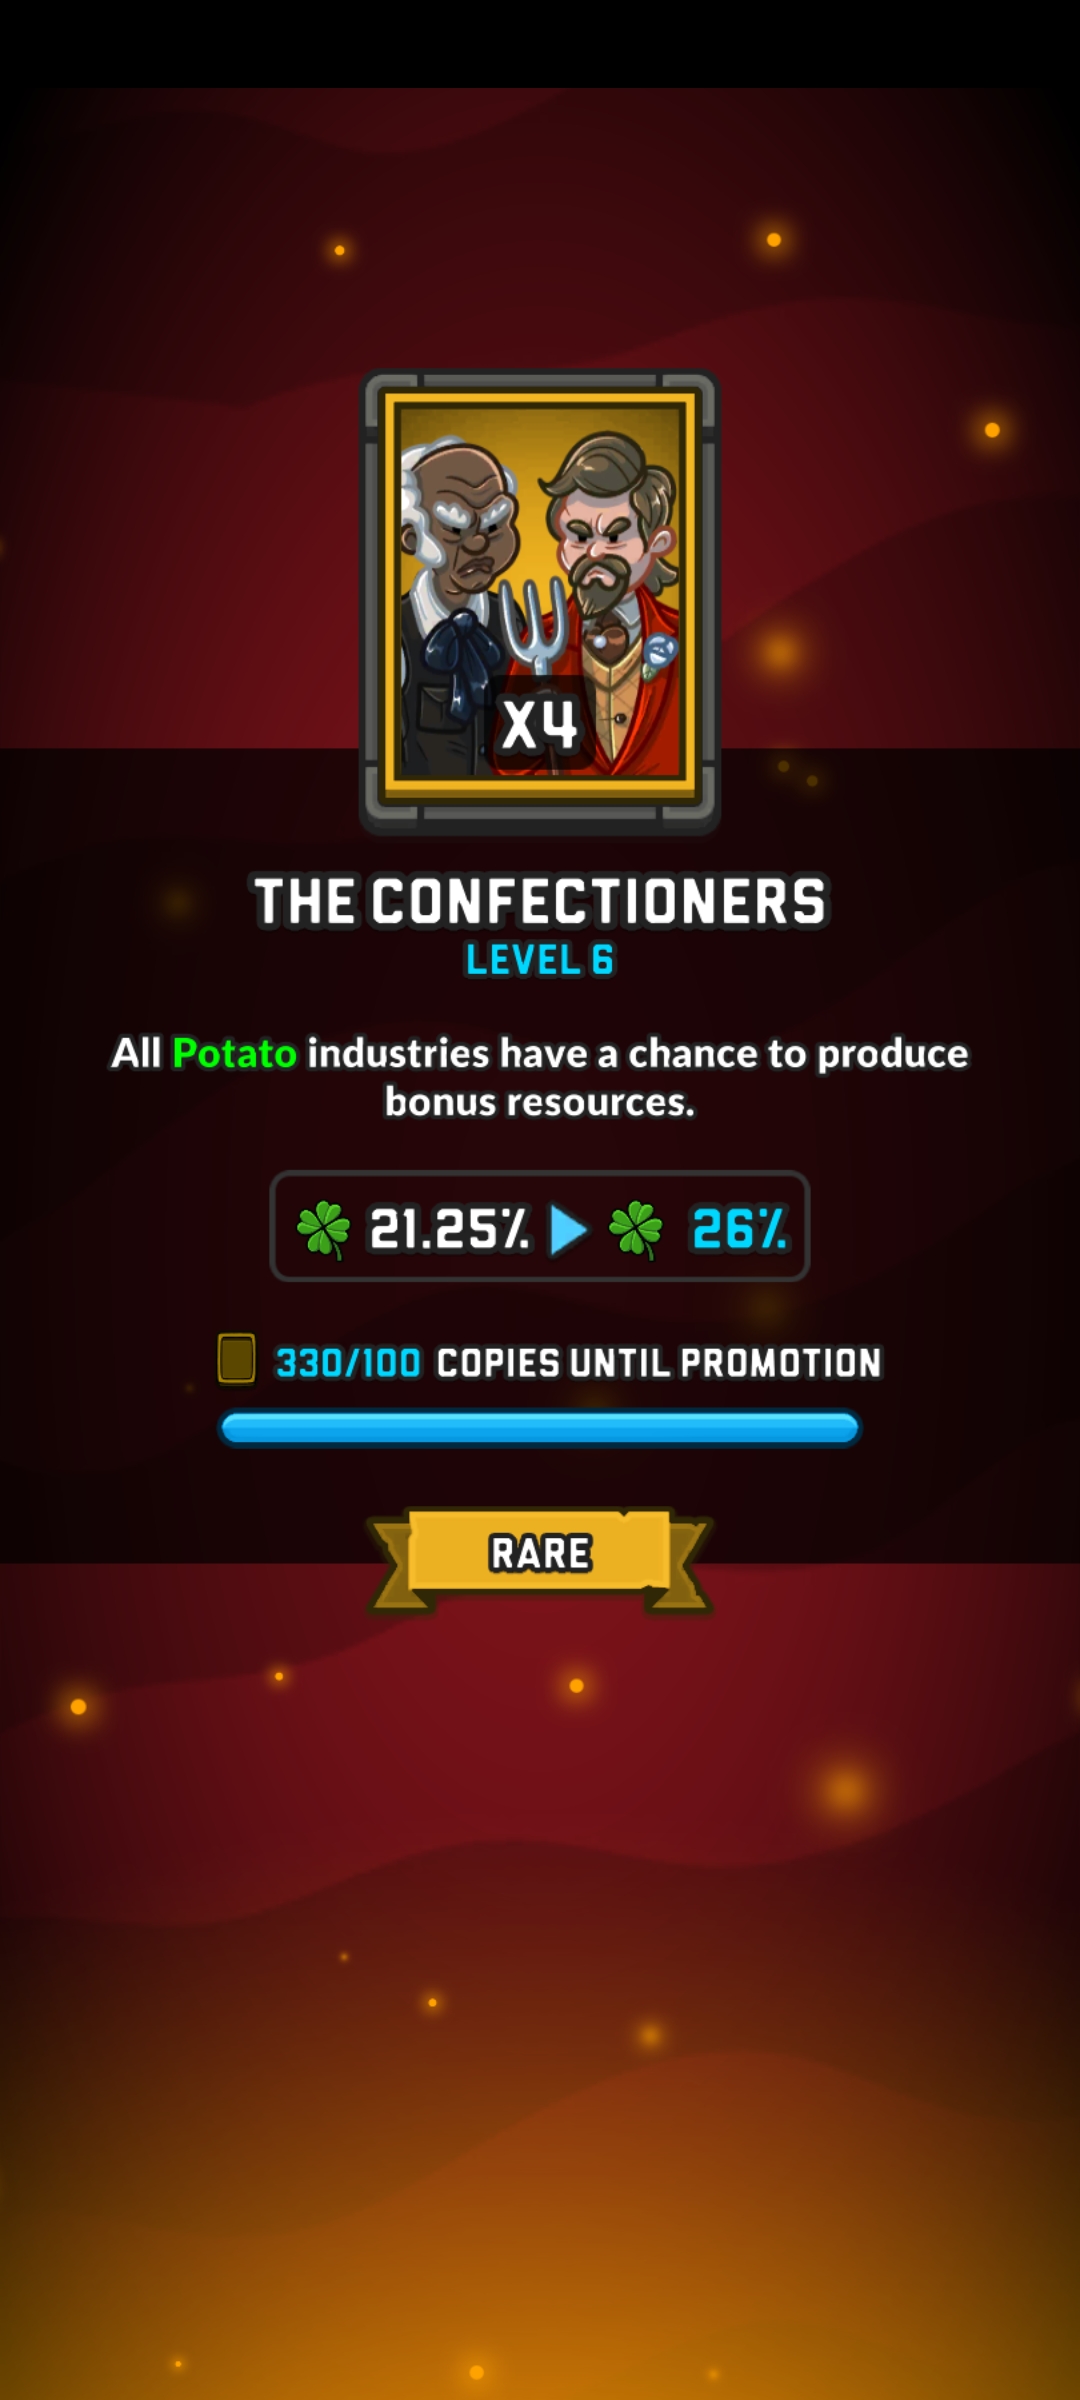 X4
THE CONFECTIONERS
LEVEL 6
All Potato industries have a chance to produce
bonus resources.
21.25% 26%
330/100 COPIES UNTIL PROMOTION
RARE